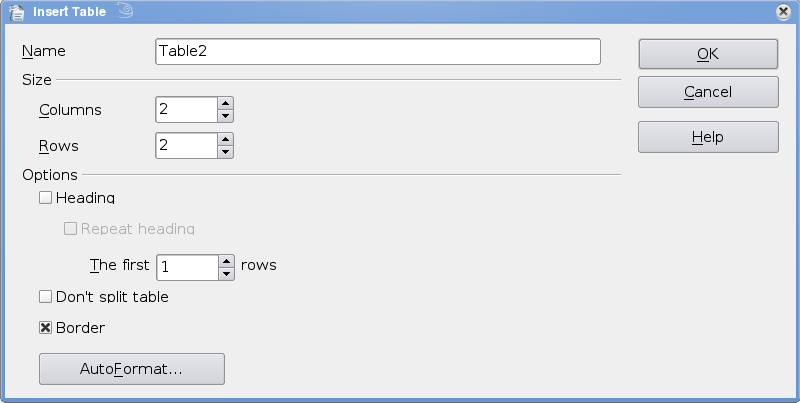 Insert Table
Name Table2
OK
Size
Cancel
Columns 2
Rows 2
Help
Options
Heading
Repeat heading
The first 1 rows
Don't split table
Border
AutoFormat...